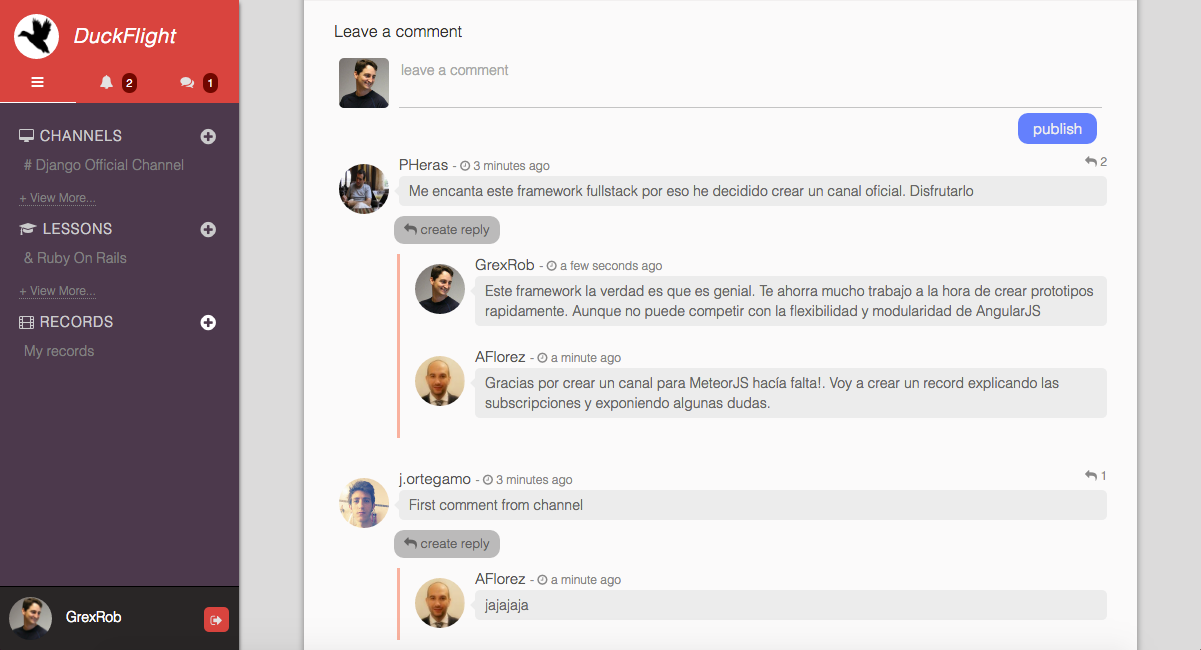 DuckFlight
2
1
CHANNELS
# Django Official Channel
+ View More...
LESSONS
& Ruby On Rails
+ View More...
RECORDS
My records
GrexRob
Leave a comment
leave a comment
publish
PHeras - 3 minutes ago
2
Me encanta este framework fullstack por eso he decidido crear un canal oficial. Disfrutarlo
create reply
GrexRob - a few seconds ago
Este framework la verdad es que es genial. Te ahorra mucho trabajo a la hora de crear prototipos
rapidamente. Aunque no puede competir con la flexibilidad y modularidad de AngularJS
AFlorez - a minute ago
Gracias por crear un canal para MeteorJS hacía falta!. Voy a crear un record explicando las
subscripciones y exponiendo algunas dudas.
j.ortegamo - 3 minutes ago
1
First comment from channel
create reply
AFlorez - a minute ago
jajajaja